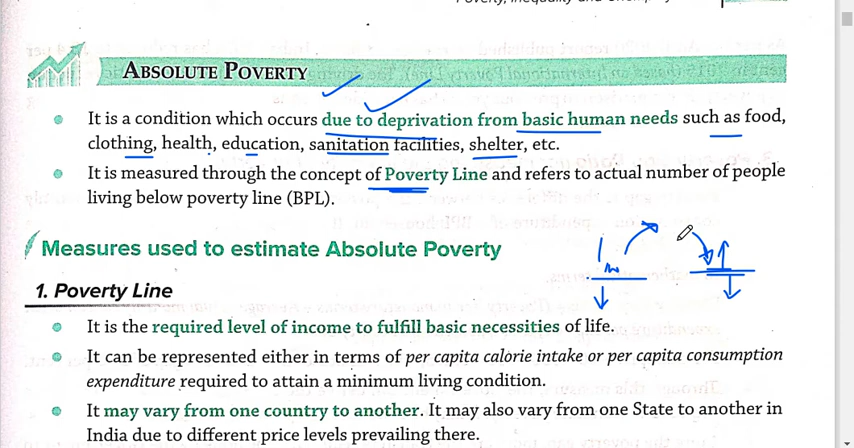 ABSOLUTE POVERTY
It is a condition which occurs due to deprivation from basic human needs such as food,
clothing, health, education, sanitation facilities, shelter, etc.
It is measured through the concept of Poverty Line and refers to actual number of people
living below poverty line (BPL).
Measures used to estimate Absolute Poverty
1. Poverty Line
It is the required level of income to fulfill basic necessities of life.
It can be represented either in terms of per capita calorie intake or per capita consumption
expenditure required to attain a minimum living condition.
It may vary from one country to another. It may also vary from one State to another in
India due to different price levels prevailing there.